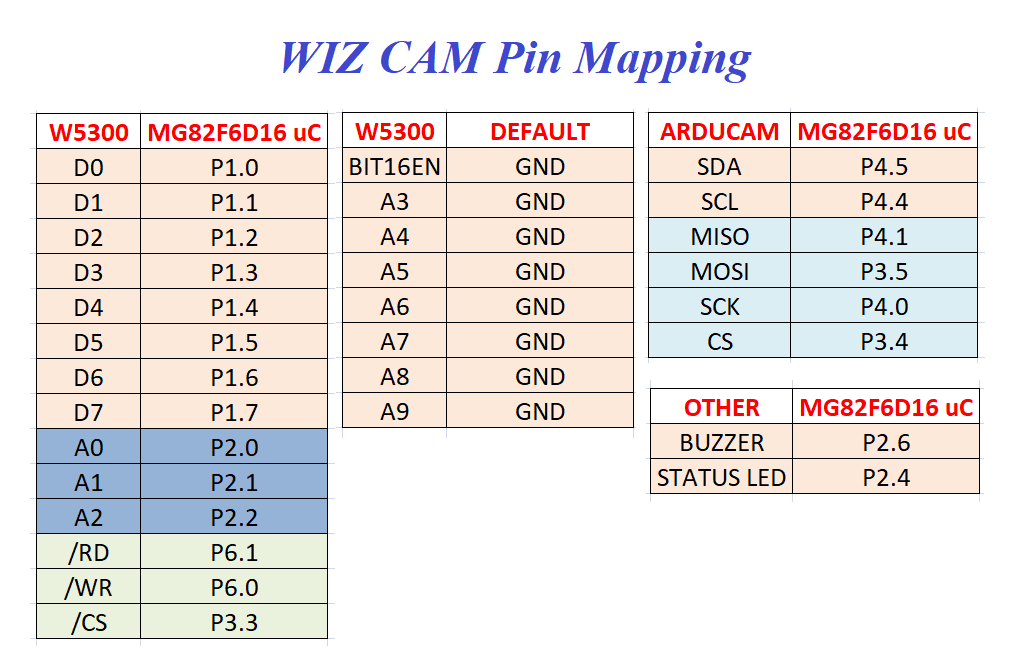 WIZ CAM Pin Mapping
W5300 MG82F6D16 uC
D0 P1.0
D1 P1.1
D2 P1.2
D3 P1.3
D4 P1.4
D5 P1.5
D6 P1.6
D7 P1.7
A0 P2.0
A1 P2.1
A2 P2.2
/RD P6.1
/WR P6.0
/CS P3.3
W5300 DEFAULT
BIT16EN GND
A3 GND
A4 GND
A5 GND
A6 GND
A7 GND
A8 GND
A9 GND
ARDUCAM MG82F6D16 uC
SDA P4.5
SCL P4.4
MISO P4.1
MOSI P3.5
SCK P4.0
CS P3.4
OTHER MG82F6D16 uC
BUZZER P2.6
STATUS LED P2.4